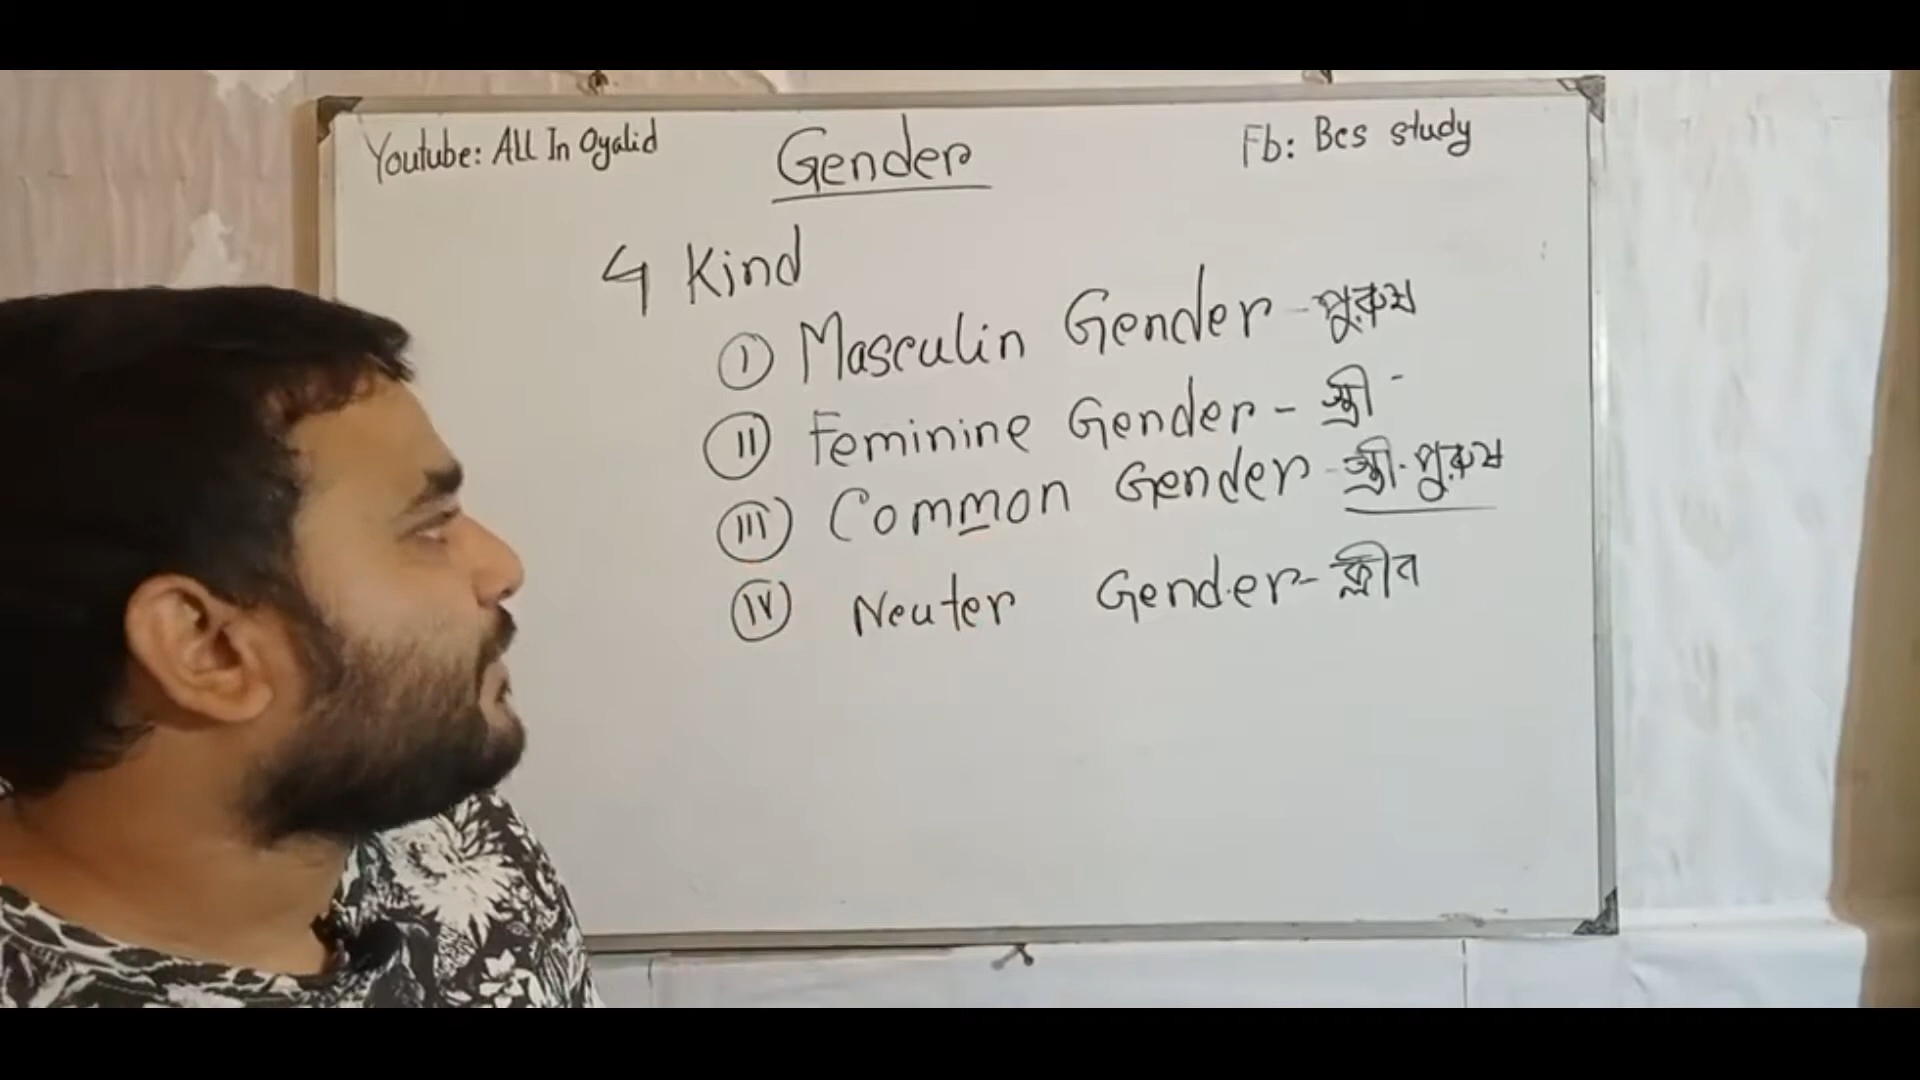 Youtube: ALL In Oyalid
Gender
Fb: Bcs study
4 Kind
(I) Masculin Gender - পুরুষ
(II) Feminine Gender - স্ত্রী -
(III) Common Gender - স্ত্রী-পুরুষ
(IV) Neuter Gender - ক্লীব